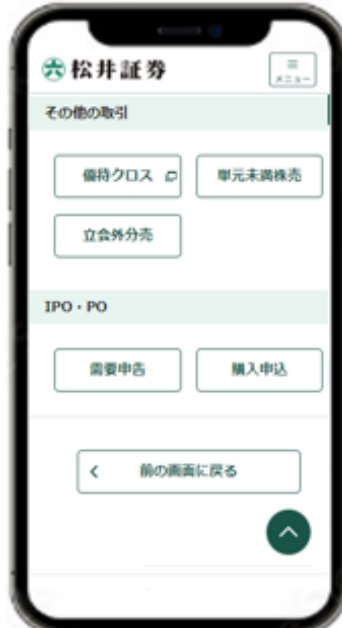 松井証券
メニュー
その他の取引
優待クロス
単元未満株売
立会外分売
IPO・PO
需要申告
購入申込
前の画面に戻る